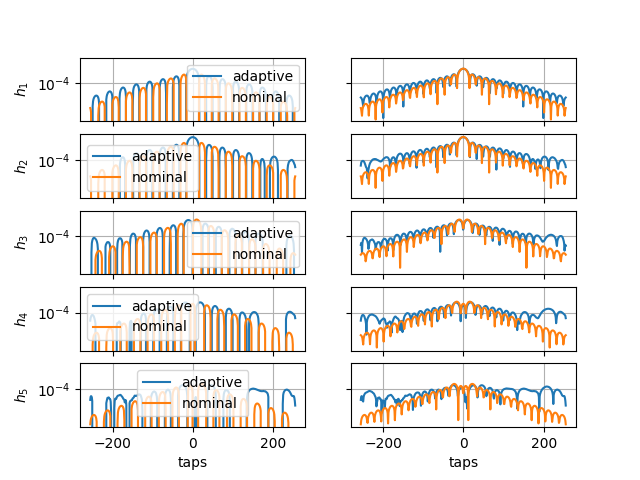 h₁
10⁻⁴
adaptive
nominal
h₂
10⁻⁴
adaptive
nominal
h₃
10⁻⁴
adaptive
nominal
h₄
10⁻⁴
adaptive
nominal
h₅
10⁻⁴
adaptive
nominal
−200 0 200 −200 0 200
taps taps